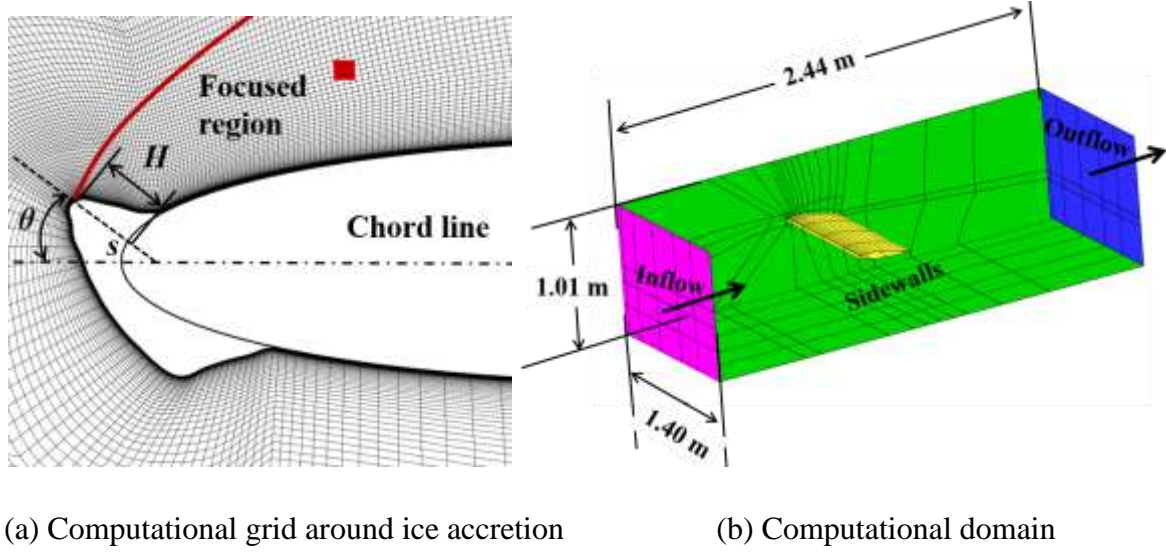 Focused
region
H
θ
s
Chord line
2.44 m
Outflow
Inflow
1.01 m
Sidewalls
1.40 m
(a) Computational grid around ice accretion
(b) Computational domain